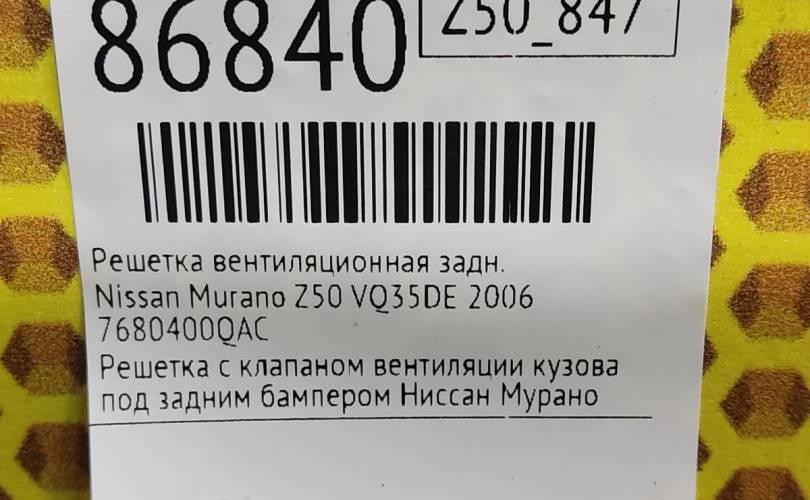 86840
Z50_847
Решетка вентиляционная задн.
Nissan Murano Z50 VQ35DE 2006
7680400QAC
Решетка с клапаном вентиляции кузова
под задним бампером Ниссан Мурано